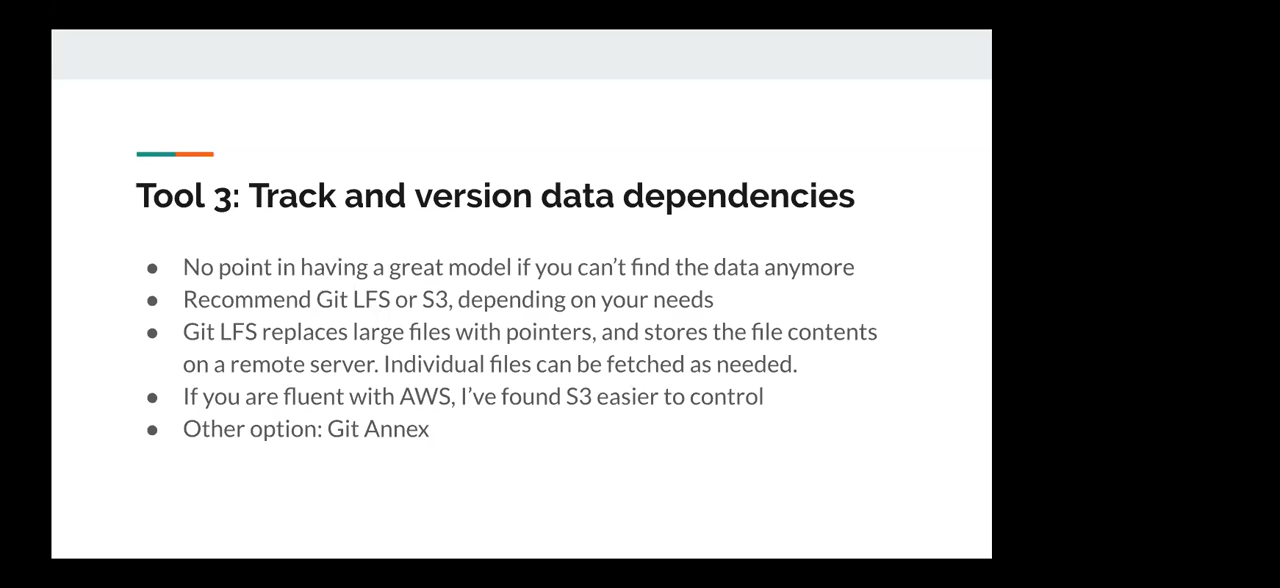 Tool 3: Track and version data dependencies
● No point in having a great model if you can’t find the data anymore
● Recommend Git LFS or S3, depending on your needs
● Git LFS replaces large files with pointers, and stores the file contents
on a remote server. Individual files can be fetched as needed.
● If you are fluent with AWS, I’ve found S3 easier to control
● Other option: Git Annex